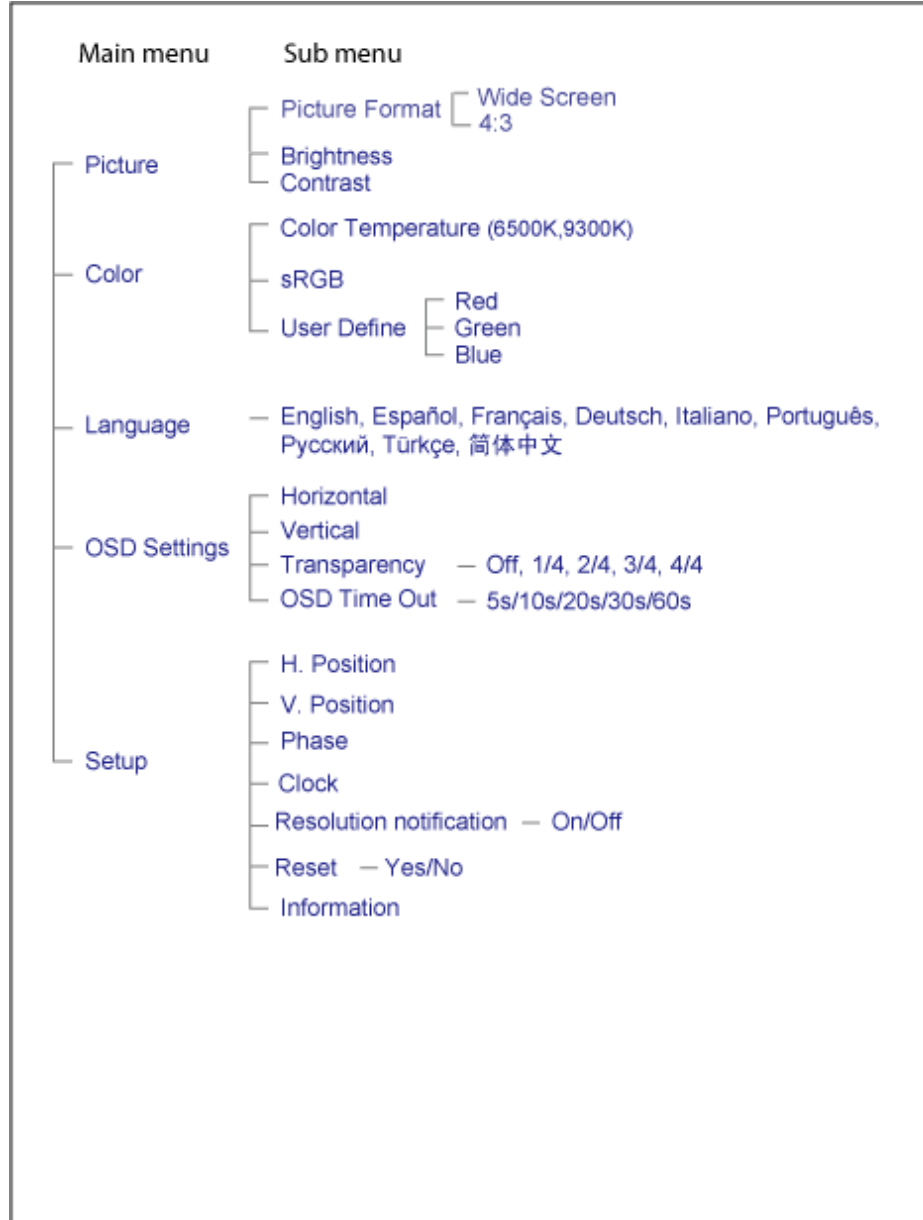 Main menu Sub menu
Picture Format Wide Screen
4:3
Picture Brightness
Contrast
Color Temperature (6500K,9300K)
Color sRGB
Red
User Define Green
Blue
Language English, Español, Français, Deutsch, Italiano, Português,
Русский, Türkçe, 简体中文
Horizontal
Vertical
OSD Settings
Transparency — Off, 1/4, 2/4, 3/4, 4/4
OSD Time Out — 5s/10s/20s/30s/60s
H. Position
V. Position
Phase
Setup
Clock
Resolution notification — On/Off
Reset — Yes/No
Information